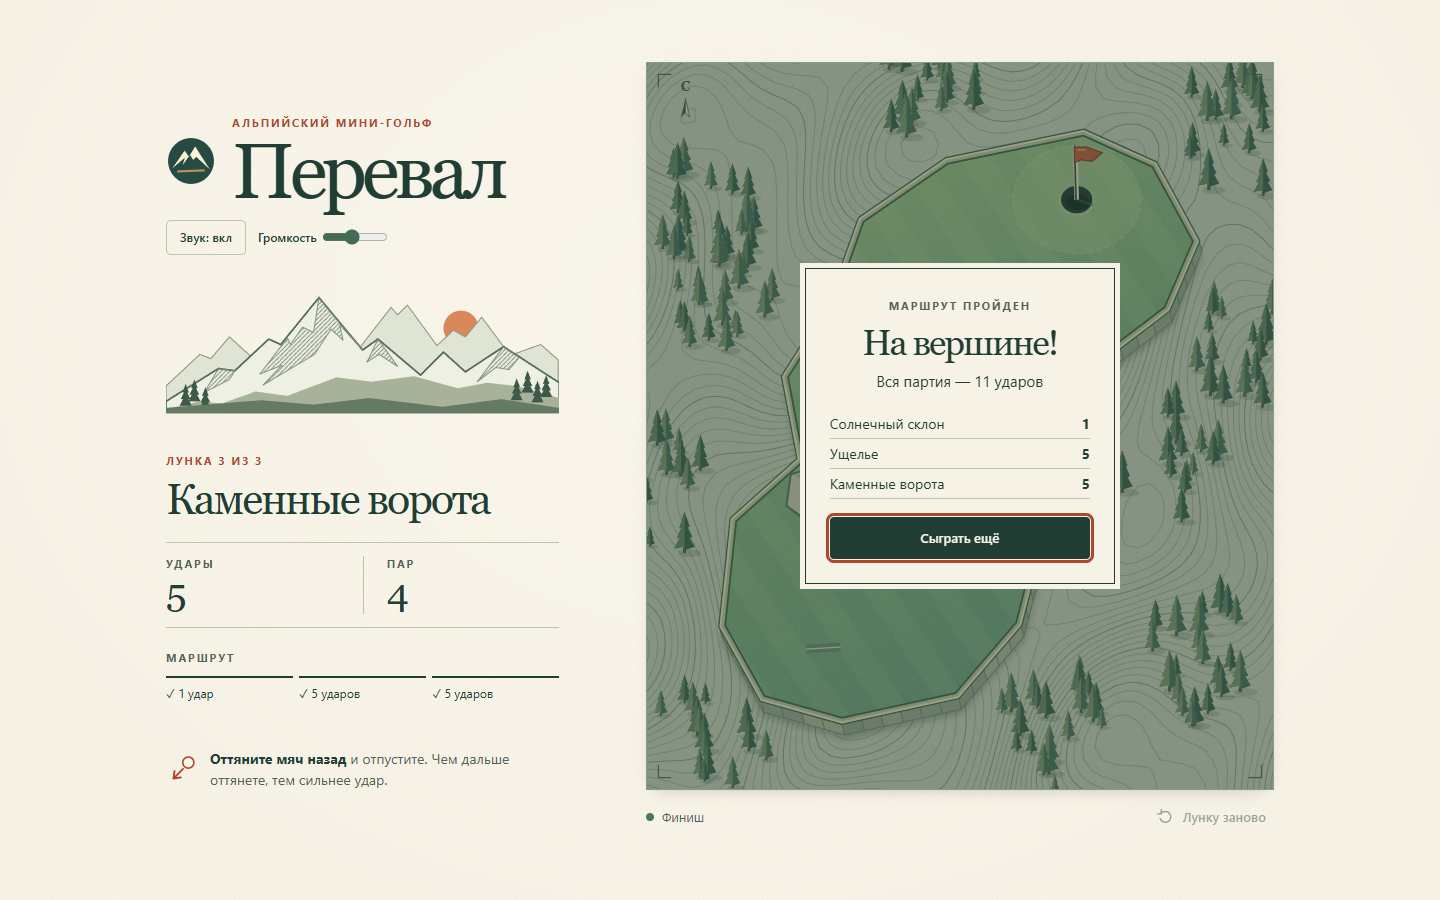 АЛЬПИЙСКИЙ МИНИ-ГОЛЬФ
Перевал
Звук: вкл
Громкость
ЛУНКА 3 ИЗ 3
Каменные ворота
УДАРЫ
ПАР
5
4
МАРШРУТ
✓ 1 удар
✓ 5 ударов
✓ 5 ударов
Оттяните мяч назад и отпустите. Чем дальше
оттянете, тем сильнее удар.
С
МАРШРУТ ПРОЙДЕН
На вершине!
Вся партия — 11 ударов
Солнечный склон 1
Ущелье 5
Каменные ворота 5
Сыграть ещё
Финиш
Лунку заново